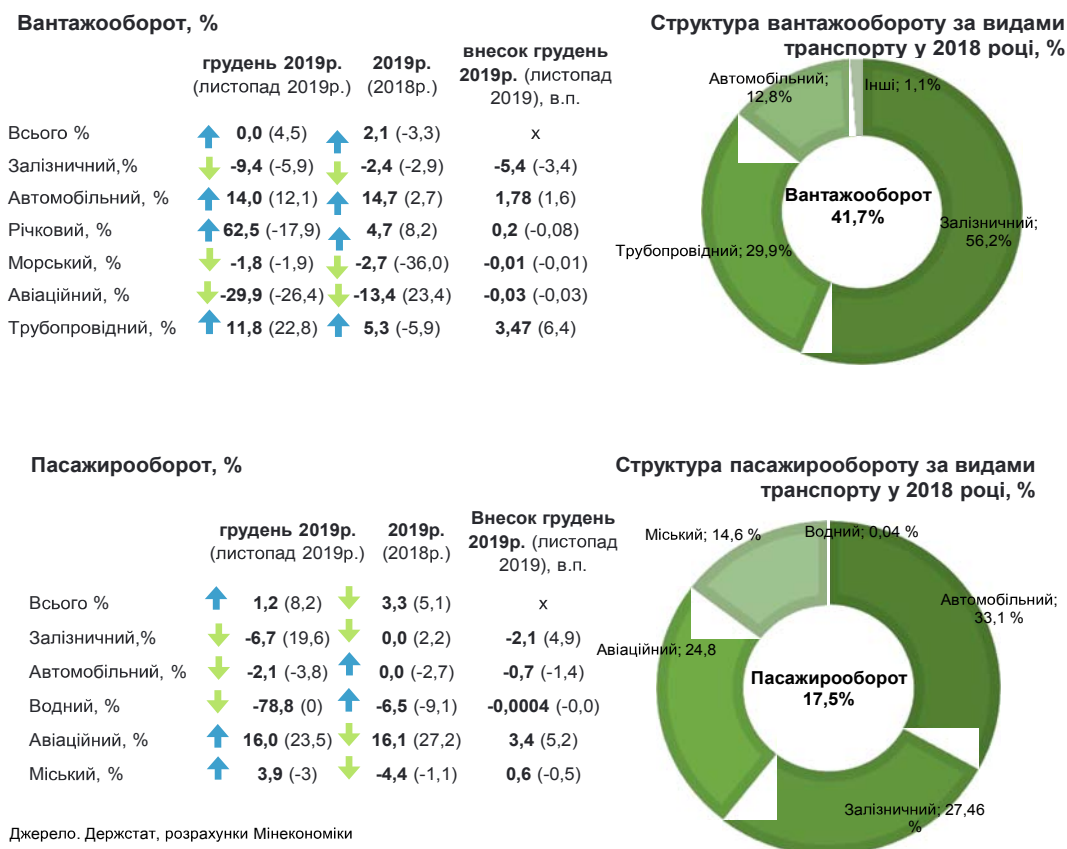 Вантажооборот, %
грудень 2019р.
(листопад 2019р.)
2019р.
(2018р.)
внесок грудень
2019р. (листопад
2019), в.п.
Всього % 0,0 (4,5) 2,1 (-3,3) х
Залізничний,% -9,4 (-5,9) -2,4 (-2,9) -5,4 (-3,4)
Автомобільний, % 14,0 (12,1) 14,7 (2,7) 1,78 (1,6)
Річковий, % 62,5 (-17,9) 4,7 (8,2) 0,2 (-0,08)
Морський, % -1,8 (-1,9) -2,7 (-36,0) -0,01 (-0,01)
Авіаційний, % -29,9 (-26,4) -13,4 (23,4) -0,03 (-0,03)
Трубопровідний, % 11,8 (22,8) 5,3 (-5,9) 3,47 (6,4)
Структура вантажообороту за видами
транспорту у 2018 році, %
Автомобільний;
12,8%
Інші; 1,1%
Вантажооборот
41,7%
Залізничний;
56,2%
Трубопровідний; 29,9%
Пасажирооборот, %
грудень 2019р.
(листопад 2019р.)
2019р.
(2018р.)
Внесок грудень
2019р. (листопад
2019), в.п.
Всього % 1,2 (8,2) 3,3 (5,1) х
Залізничний,% -6,7 (19,6) 0,0 (2,2) -2,1 (4,9)
Автомобільний, % -2,1 (-3,8) 0,0 (-2,7) -0,7 (-1,4)
Водний, % -78,8 (0) -6,5 (-9,1) -0,0004 (-0,0)
Авіаційний, % 16,0 (23,5) 16,1 (27,2) 3,4 (5,2)
Міський, % 3,9 (-3) -4,4 (-1,1) 0,6 (-0,5)
Структура пасажирообороту за видами
транспорту у 2018 році, %
Міський; 14,6 %
Водний; 0,04 %
Автомобільний;
33,1 %
Авіаційний; 24,8
Пасажирооборот
17,5%
Залізничний; 27,46
%
Джерело. Держстат, розрахунки Мінекономіки